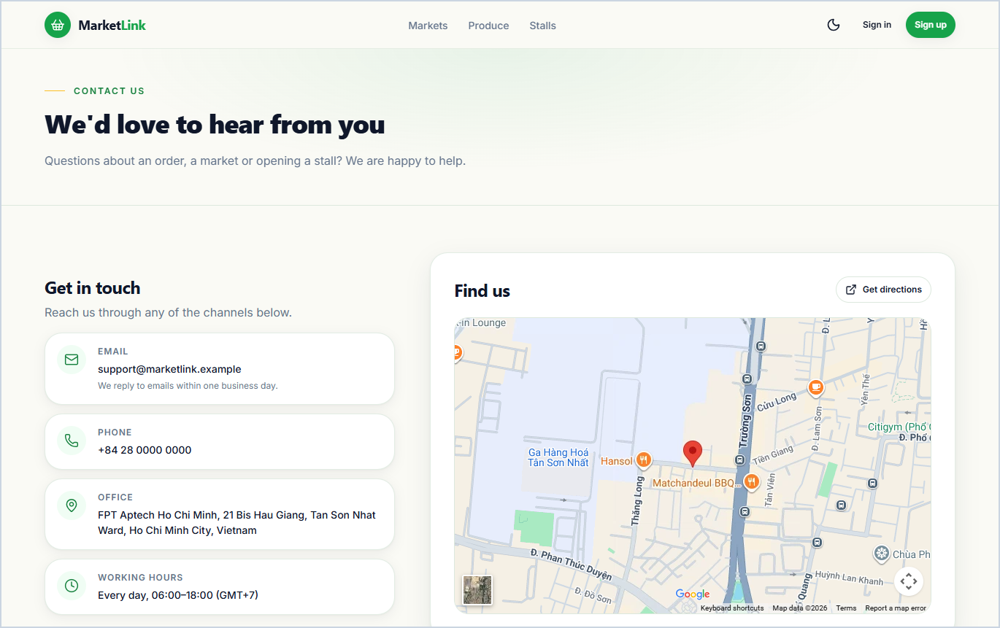 MarketLink
Markets
Produce
Stalls
Sign in
Sign up
CONTACT US
We'd love to hear from you
Questions about an order, a market or opening a stall? We are happy to help.
Get in touch
Reach us through any of the channels below.
EMAIL
support@marketlink.example
We reply to emails within one business day.
PHONE
+84 28 0000 0000
OFFICE
FPT Aptech Ho Chi Minh, 21 Bis Hau Giang, Tan Son Nhat
Ward, Ho Chi Minh City, Vietnam
WORKING HOURS
Every day, 06:00–18:00 (GMT+7)
Find us
Get directions
-in Lounge
Trường Sơn
Cửu Long
Yên Thế
Đ. Lam Sơn
Citigym (Phổ
Đ. Phổ
Ga Hàng Hoá
Tân Sơn Nhất
Hansol
Tiền Giang
Matchandeul BBQ...
Tản Viên
Thăng Long
Đ. Phan Thúc Duyện
Đ. Đồ Sơn
Chùa Ph
Huỳnh Lan Khanh
Quang
Google
Keyboard shortcuts
Map data ©2026
Terms
Report a map error